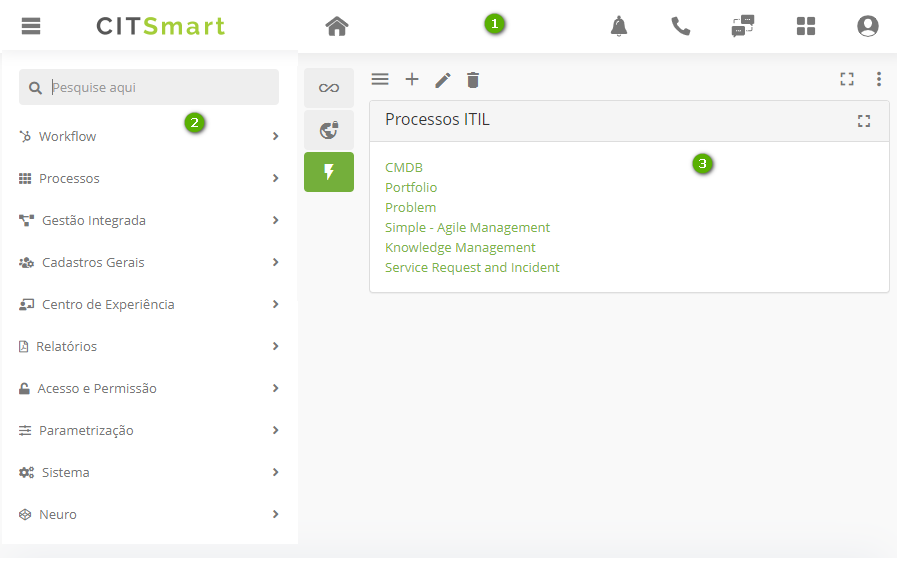 CITSmart
1
Pesquise aqui
2
Workflow
Processos
Gestão Integrada
Cadastros Gerais
Centro de Experiência
Relatórios
Acesso e Permissão
Parametrização
Sistema
Neuro
Processos ITIL
3
CMDB
Portfolio
Problem
Simple - Agile Management
Knowledge Management
Service Request and Incident